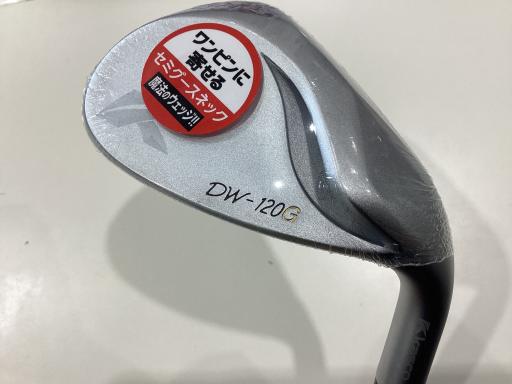 ワンピンに
寄せる
セミグースネック
魔法のウェッジ!!
DW-120G